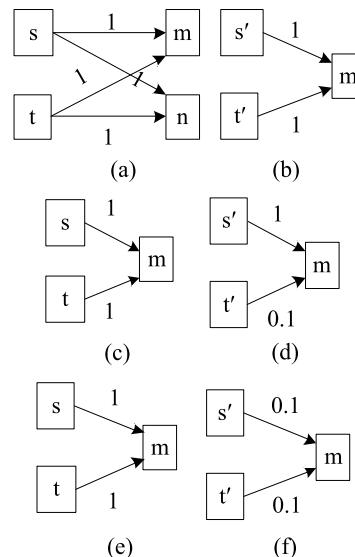 s 1 m s′ 1
1 1 m
t 1 n t′ 1
(a) (b)
s 1 s′ 1
m m
t 1 t′ 0.1
(c) (d)
s 1 s′ 0.1
m m
t 1 t′ 0.1
(e) (f)